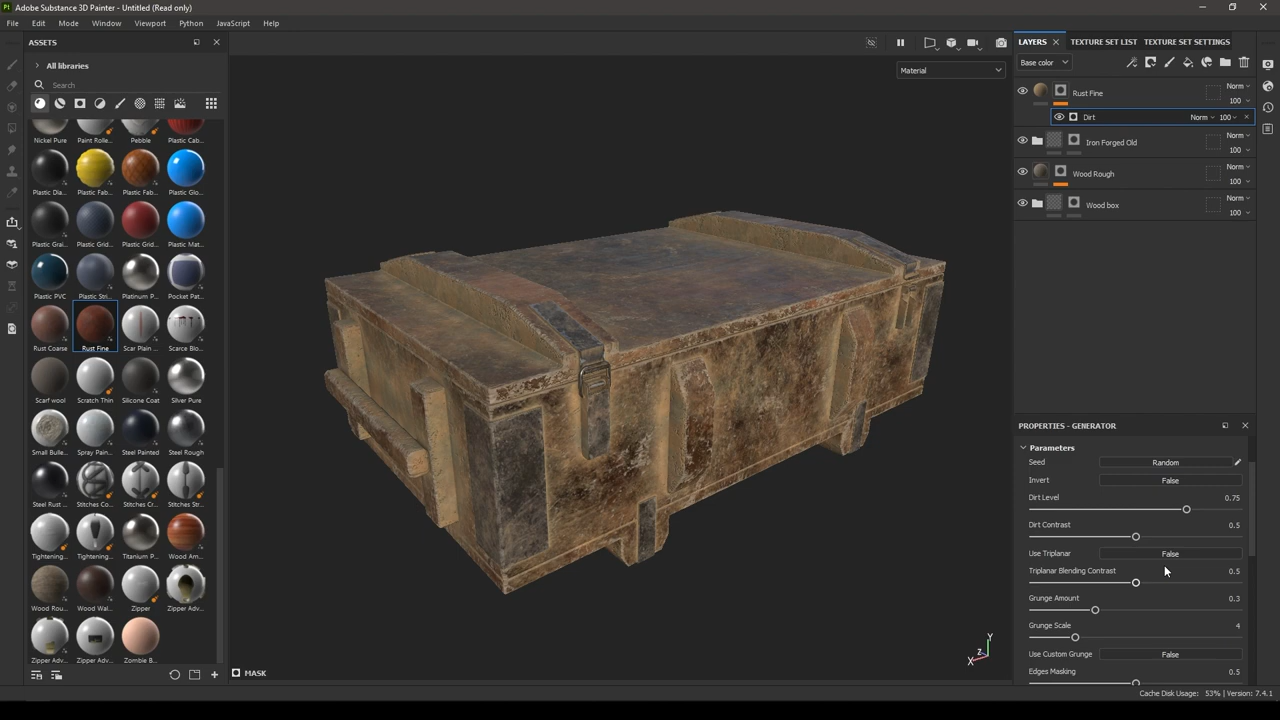 Adobe Substance 3D Painter - Untitled (Read only)
File Edit Mode Window Viewport Python JavaScript Help
ASSETS
All libraries
Search
Nickel Pure Paint Rolle... Pebble Plastic Cab...
Plastic Dia... Plastic Fab... Plastic Fab... Plastic Glo...
Plastic Grai... Plastic Grid... Plastic Grid... Plastic Mat...
Plastic PVC Plastic Stri... Platinum P... Pocket Pat...
Rust Coarse Rust Fine Scar Plain ... Scarce Blo...
Scarf wool Scratch Thin Silicone Coat Silver Pure
Small Bulle... Spray Pain... Steel Painted Steel Rough
Steel Rust ... Stitches Co... Stitches Cr... Stitches Str...
Tightening... Tightening... Titanium P... Wood Am...
Wood Rou... Wood Wal... Zipper Zipper Adv...
Zipper Adv... Zipper Adv... Zombie B...
Material
Y
Z
X
MASK
LAYERS TEXTURE SET LIST TEXTURE SET SETTINGS
Base color
Rust Fine Norm
100
Dirt Norm 100
Iron Forged Old Norm
100
Wood Rough Norm
100
Wood box Norm
100
PROPERTIES - GENERATOR
Parameters
Seed Random
Invert False
Dirt Level 0.75
Dirt Contrast 0.5
Use Triplanar False
Triplanar Blending Contrast 0.5
Grunge Amount 0.3
Grunge Scale 4
Use Custom Grunge False
Edges Masking 0.5
Cache Disk Usage: 53% | Version: 7.4.1